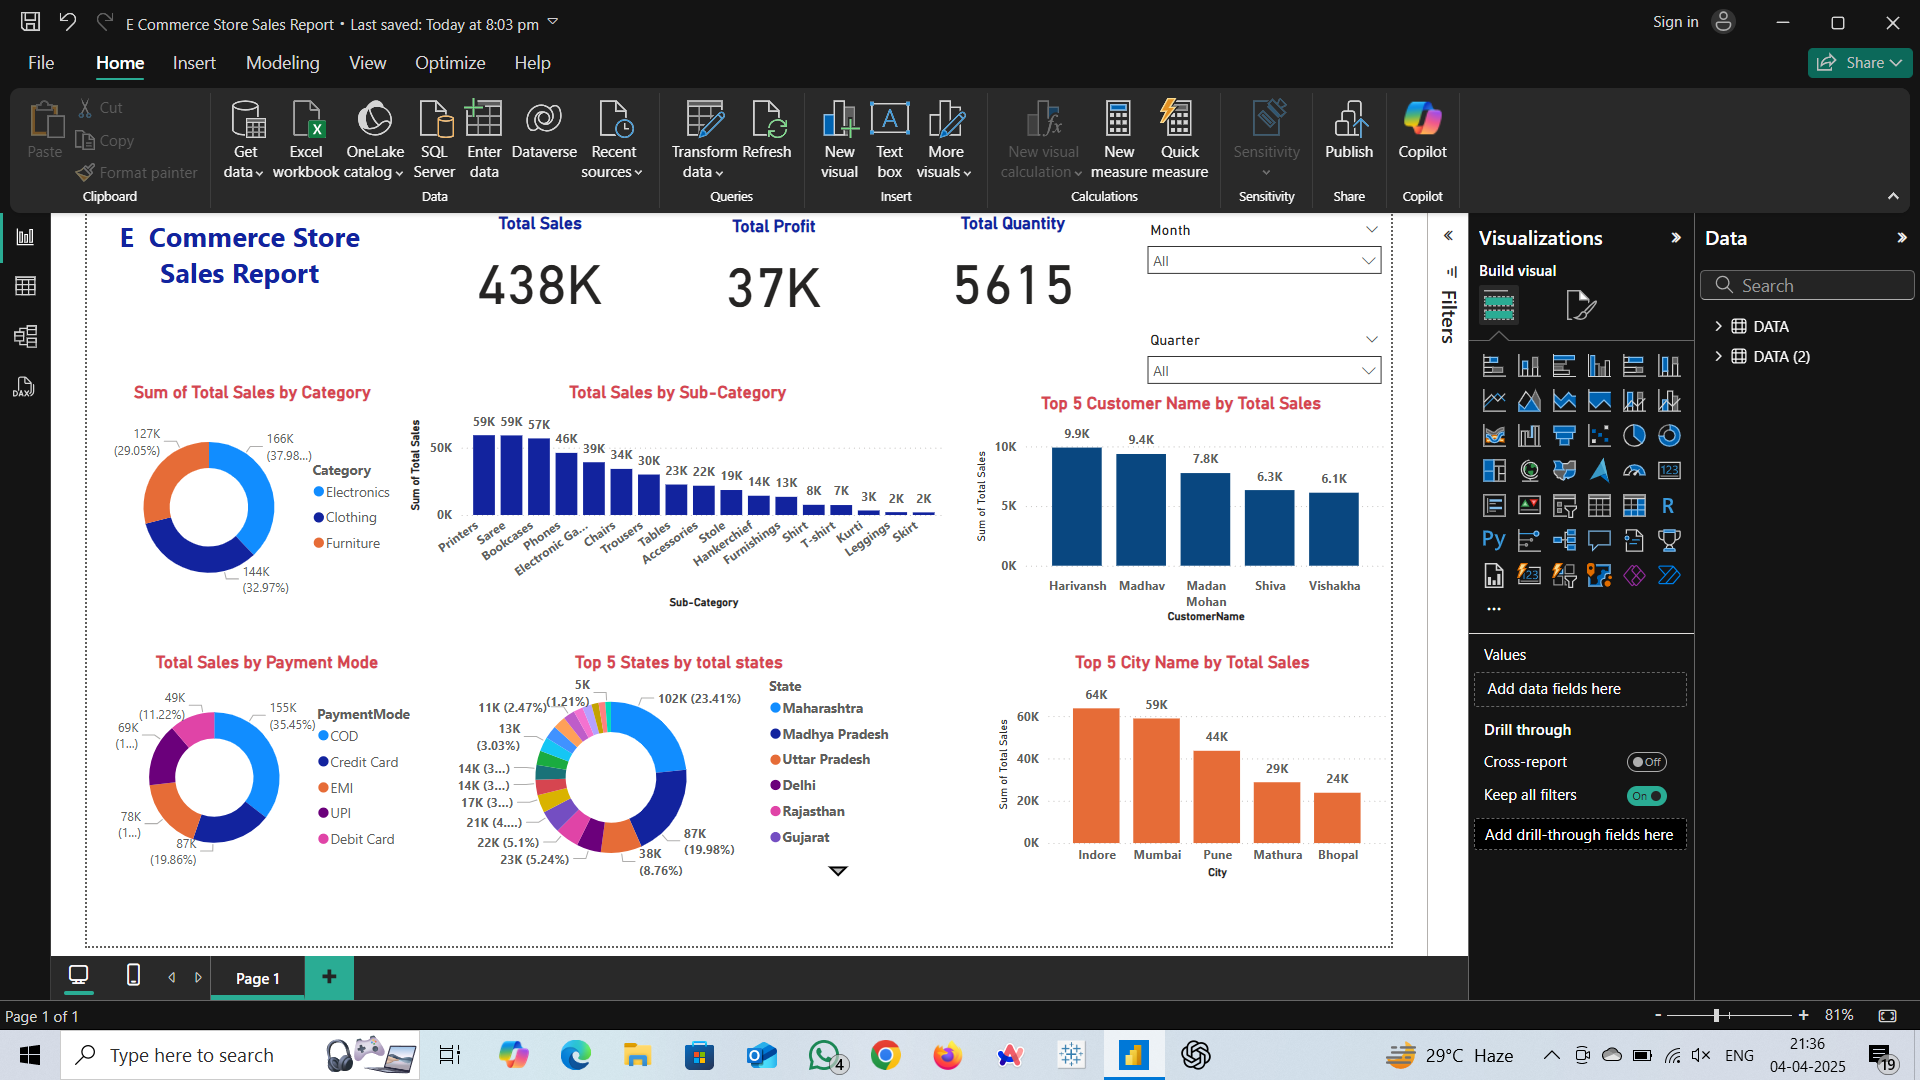 E Commerce Store Sales Report • Last saved: Today at 8:03 pm
Sign in
File Home Insert Modeling View Optimize Help
Share
Paste
Cut
Copy
Format painter
Clipboard
Get data
Excel workbook
OneLake catalog
SQL Server
Enter data
Dataverse
Recent sources
Data
Transform data
Refresh
Queries
New visual
Text box
More visuals
Insert
New visual calculation
New measure
Quick measure
Calculations
Sensitivity
Sensitivity
Publish
Share
Copilot
Copilot
E Commerce Store
Sales Report
Total Sales
438K
Total Profit
37K
Total Quantity
5615
Month
All
Quarter
All
Sum of Total Sales by Category
127K
(29.05%)
166K
(37.98...)
144K
(32.97%)
Category
Electronics
Clothing
Furniture
Total Sales by Sub-Category
Sum of Total Sales
50K
0K
59K 59K 57K 46K 39K 34K 30K 23K 22K 19K 14K 13K 8K 7K 3K 2K 2K
Printers Saree Bookcases Phones Electronic Ga... Chairs Trousers Tables Accessories Stole Hankerchief Furnishings Shirt T-shirt Kurti Leggings Skirt
Sub-Category
Top 5 Customer Name by Total Sales
Sum of Total Sales
10K
5K
0K
9.9K 9.4K 7.8K 6.3K 6.1K
Harivansh Madhav Madan Mohan Shiva Vishakha
CustomerName
Total Sales by Payment Mode
49K
(11.22%)
155K
(35.45%)
69K
(1...)
78K
(1...)
87K
(19.86%)
PaymentMode
COD
Credit Card
EMI
UPI
Debit Card
Top 5 States by total states
5K
(1.21%)
102K (23.41%)
11K (2.47%)
13K
(3.03%)
14K (3...)
14K (3...)
17K (3...)
21K (4....)
22K (5.1%)
23K (5.24%)
38K
(8.76%)
87K
(19.98%)
State
Maharashtra
Madhya Pradesh
Uttar Pradesh
Delhi
Rajasthan
Gujarat
Top 5 City Name by Total Sales
Sum of Total Sales
60K
40K
20K
0K
64K 59K 44K 29K 24K
Indore Mumbai Pune Mathura Bhopal
City
Filters
Visualizations
Build visual
123
R
Py
123
...
Values
Add data fields here
Drill through
Cross-report
Off
Keep all filters
On
Add drill-through fields here
Data
Search
DATA
DATA (2)
DAX
Page 1
Page 1 of 1
- + 81%
Type here to search
4
29°C Haze
ENG
21:36
04-04-2025
19